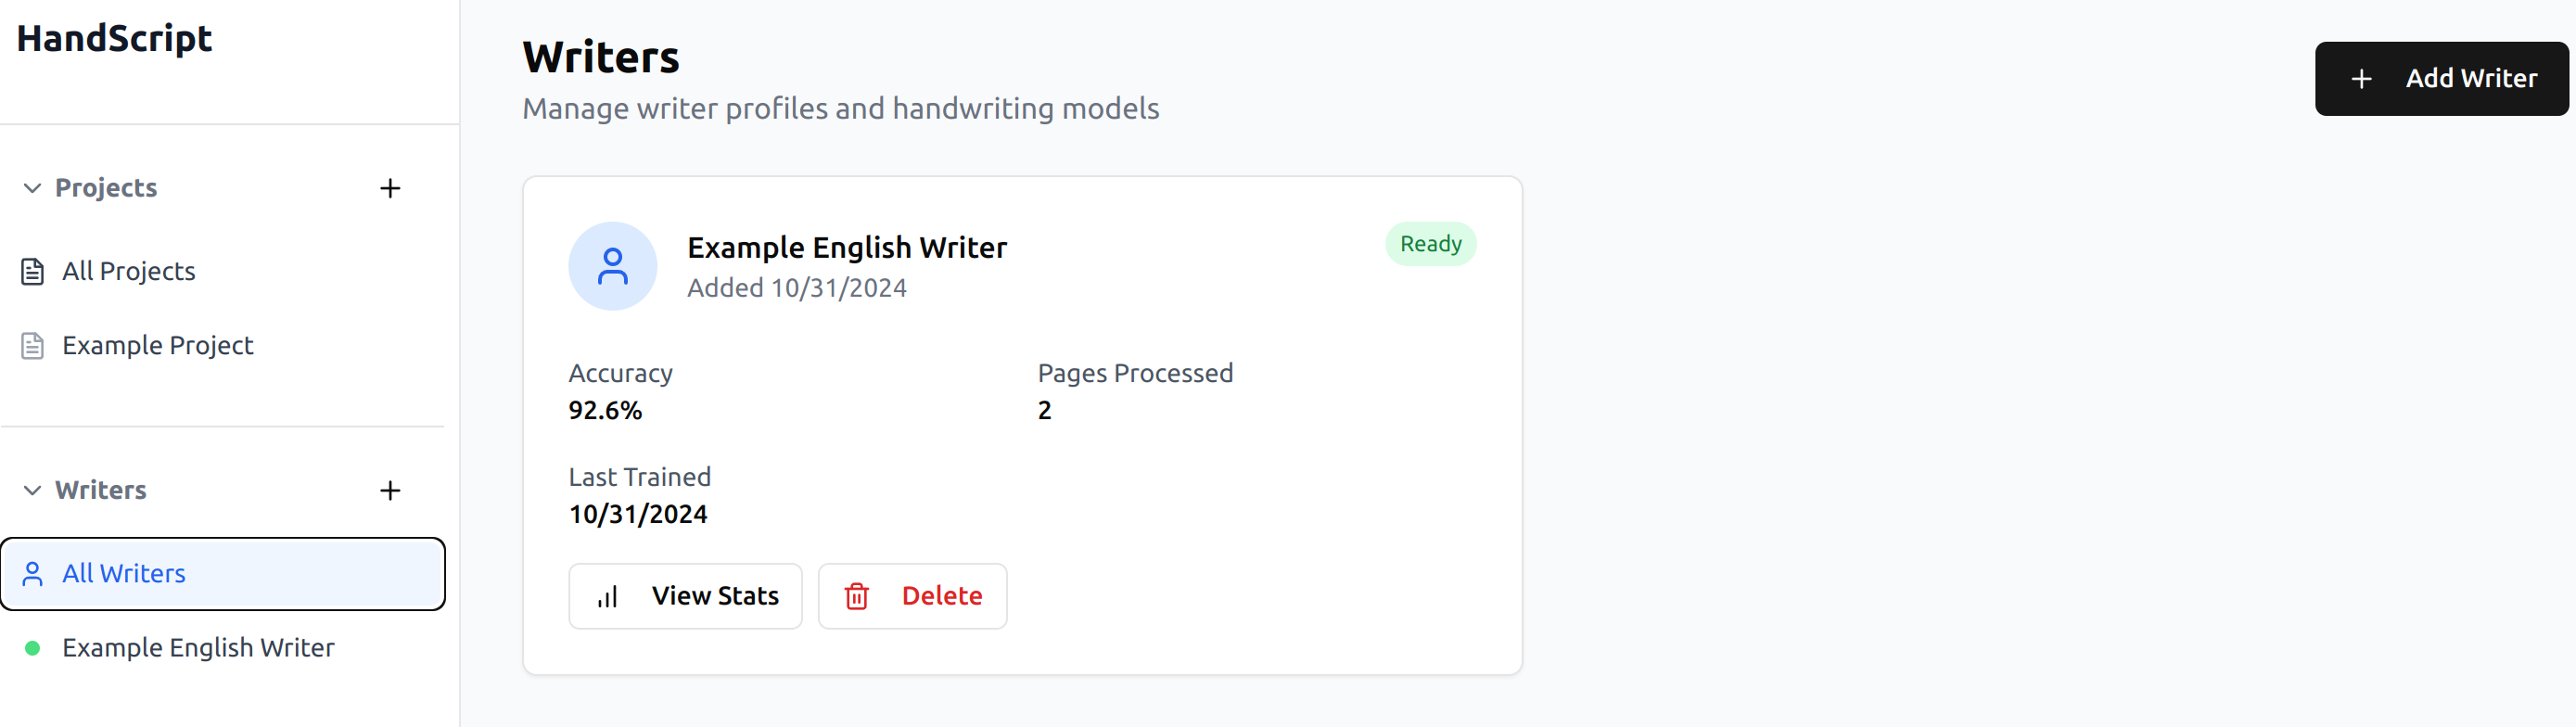 HandScript
Projects
All Projects
Example Project
Writers
All Writers
Example English Writer
Writers
Manage writer profiles and handwriting models
Add Writer
Example English Writer
Ready
Added 10/31/2024
Accuracy
92.6%
Pages Processed
2
Last Trained
10/31/2024
View Stats
Delete